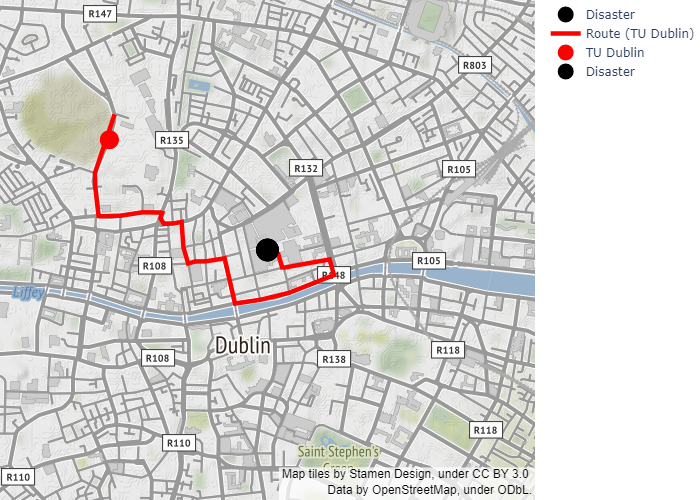 R147
Disaster
Route (TU Dublin)
TU Dublin
Disaster
R803
R135
R132
R105
R108
R148
R105
Liffey
Dublin
R108
R138
R118
R118
R110
Saint Stephen's
Green
R110
Map tiles by Stamen Design, under CC BY 3.0
Data by OpenStreetMap, under ODbL.